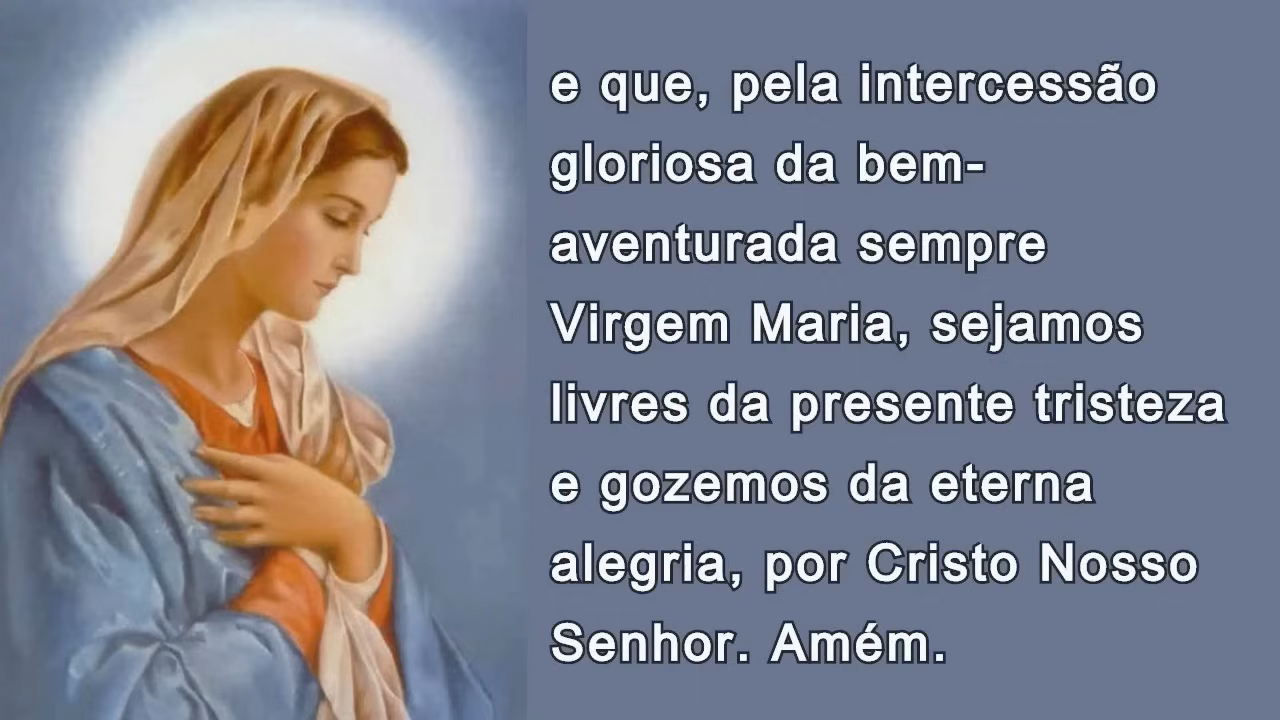 e que, pela intercessão
gloriosa da bem-
aventurada sempre
Virgem Maria, sejamos
livres da presente tristeza
e gozemos da eterna
alegria, por Cristo Nosso
Senhor. Amém.